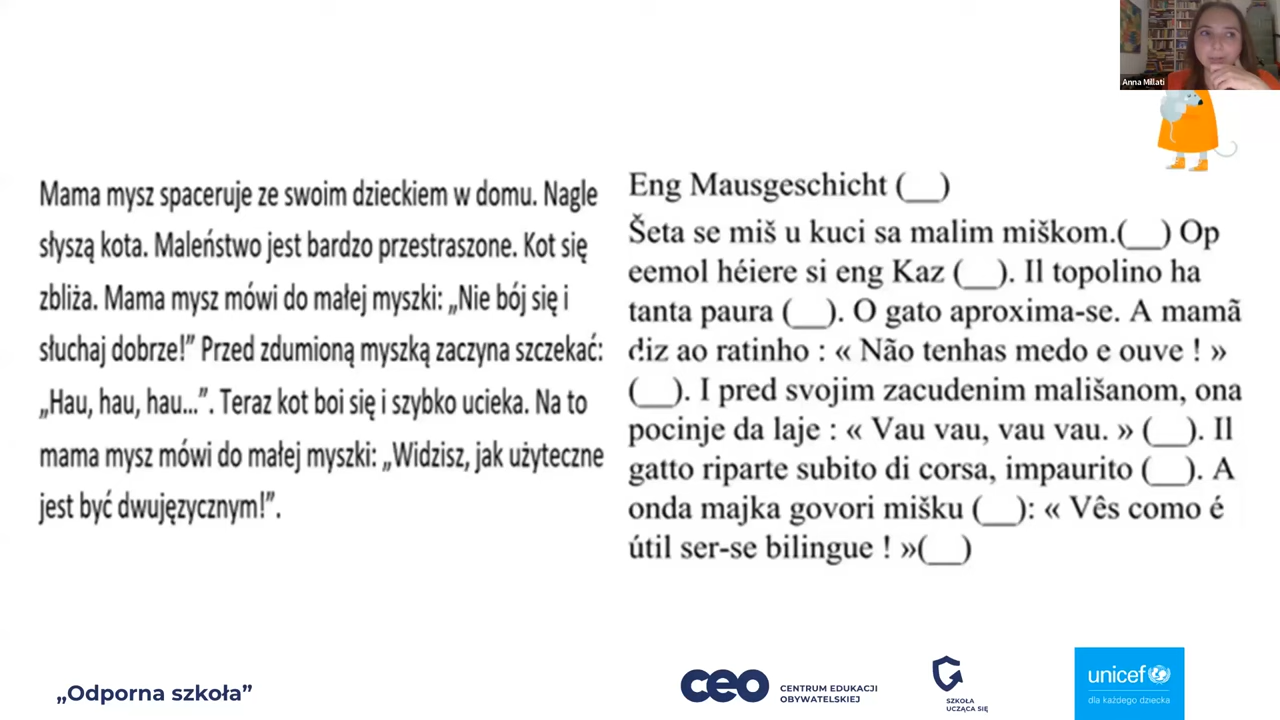 Anna Millati
Mama mysz spaceruje ze swoim dzieckiem w domu. Nagle
słyszą kota. Maleństwo jest bardzo przestraszone. Kot się
zbliża. Mama mysz mówi do małej myszki: „Nie bój się i
słuchaj dobrze!” Przed zdumioną myszką zaczyna szczekać:
„Hau, hau, hau...”. Teraz kot boi się i szybko ucieka. Na to
mama mysz mówi do małej myszki: „Widzisz, jak użyteczne
jest być dwujęzycznym!”.
Eng Mausgeschicht (__)
Šeta se miš u kuci sa malim miškom.(__) Op
eemol héiere si eng Kaz (__). Il topolino ha
tanta paura (__). O gato aproxima-se. A mamã
diz ao ratinho : « Não tenhas medo e ouve ! »
(__). I pred svojim zacudenim mališanom, ona
pocinje da laje : « Vau vau, vau vau. » (__). Il
gatto riparte subito di corsa, impaurito (__). A
onda majka govori mišku (__): « Vês como é
útil ser-se bilingue ! »(__)
„Odporna szkoła”
ceo CENTRUM EDUKACJI
OBYWATELSKIEJ
SZKOŁA
UCZĄCA SIĘ
unicef
dla każdego dziecka